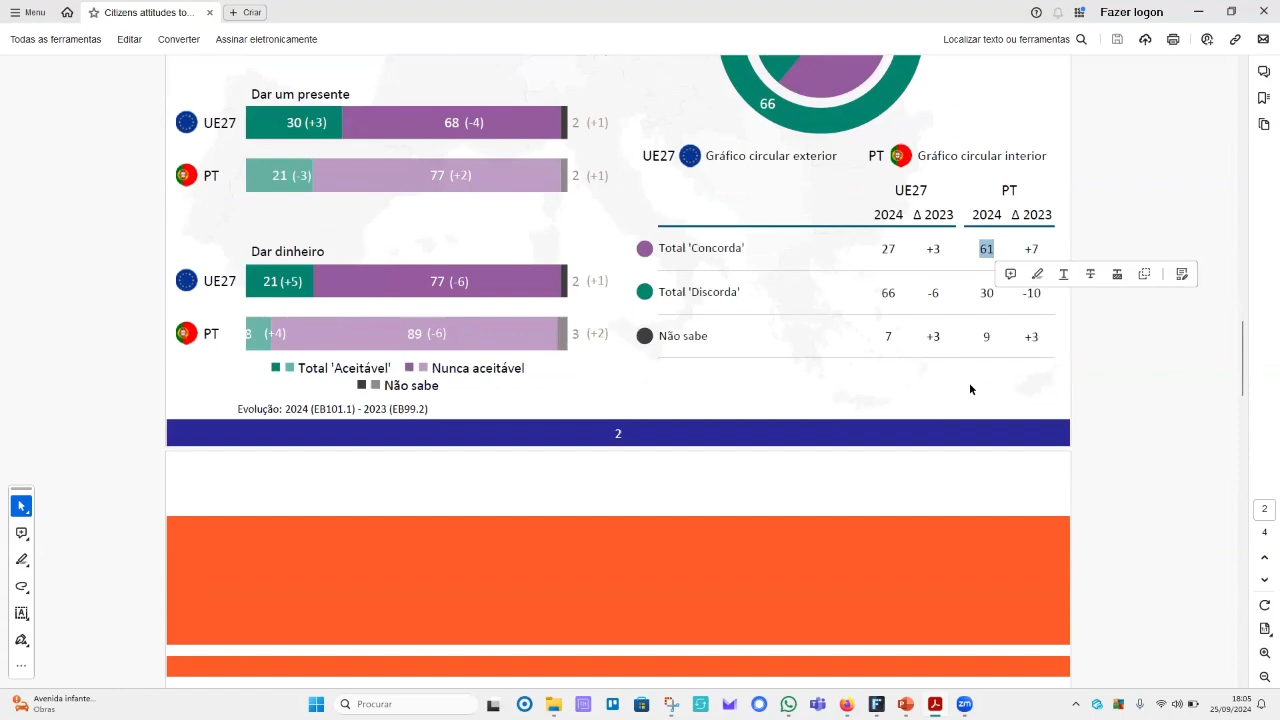 Menu
Citizens attitudes to...
Criar
Fazer logon
Todas as ferramentas
Editar
Converter
Assinar eletronicamente
Localizar texto ou ferramentas
Dar um presente
UE27 30 (+3) 68 (-4) 2 (+1)
PT 21 (-3) 77 (+2) 2 (+1)
Dar dinheiro
UE27 21 (+5) 77 (-6) 2 (+1)
PT 8 (+4) 89 (-6) 3 (+2)
Total 'Aceitável' Nunca aceitável
Não sabe
Evolução: 2024 (EB101.1) - 2023 (EB99.2)
66
UE27 Gráfico circular exterior PT Gráfico circular interior
UE27 PT
2024 Δ 2023 2024 Δ 2023
Total 'Concorda' 27 +3 61 +7
Total 'Discorda' 66 -6 30 -10
Não sabe 7 +3 9 +3
2
2
4
Avenida infante...
Obras
Procurar
18:05
25/09/2024